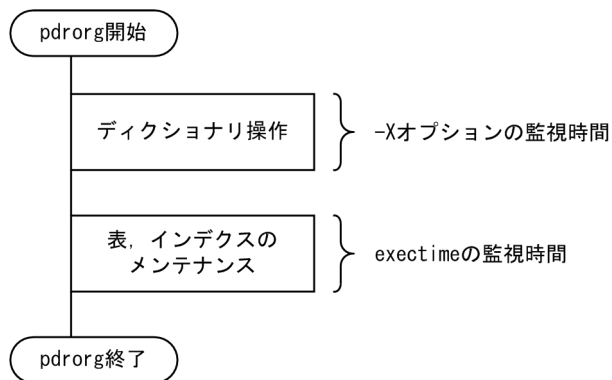 pdrorg開始
ディクショナリ操作
-Xオプションの監視時間
表，インデクスの
メンテナンス
exectimeの監視時間
pdrorg終了